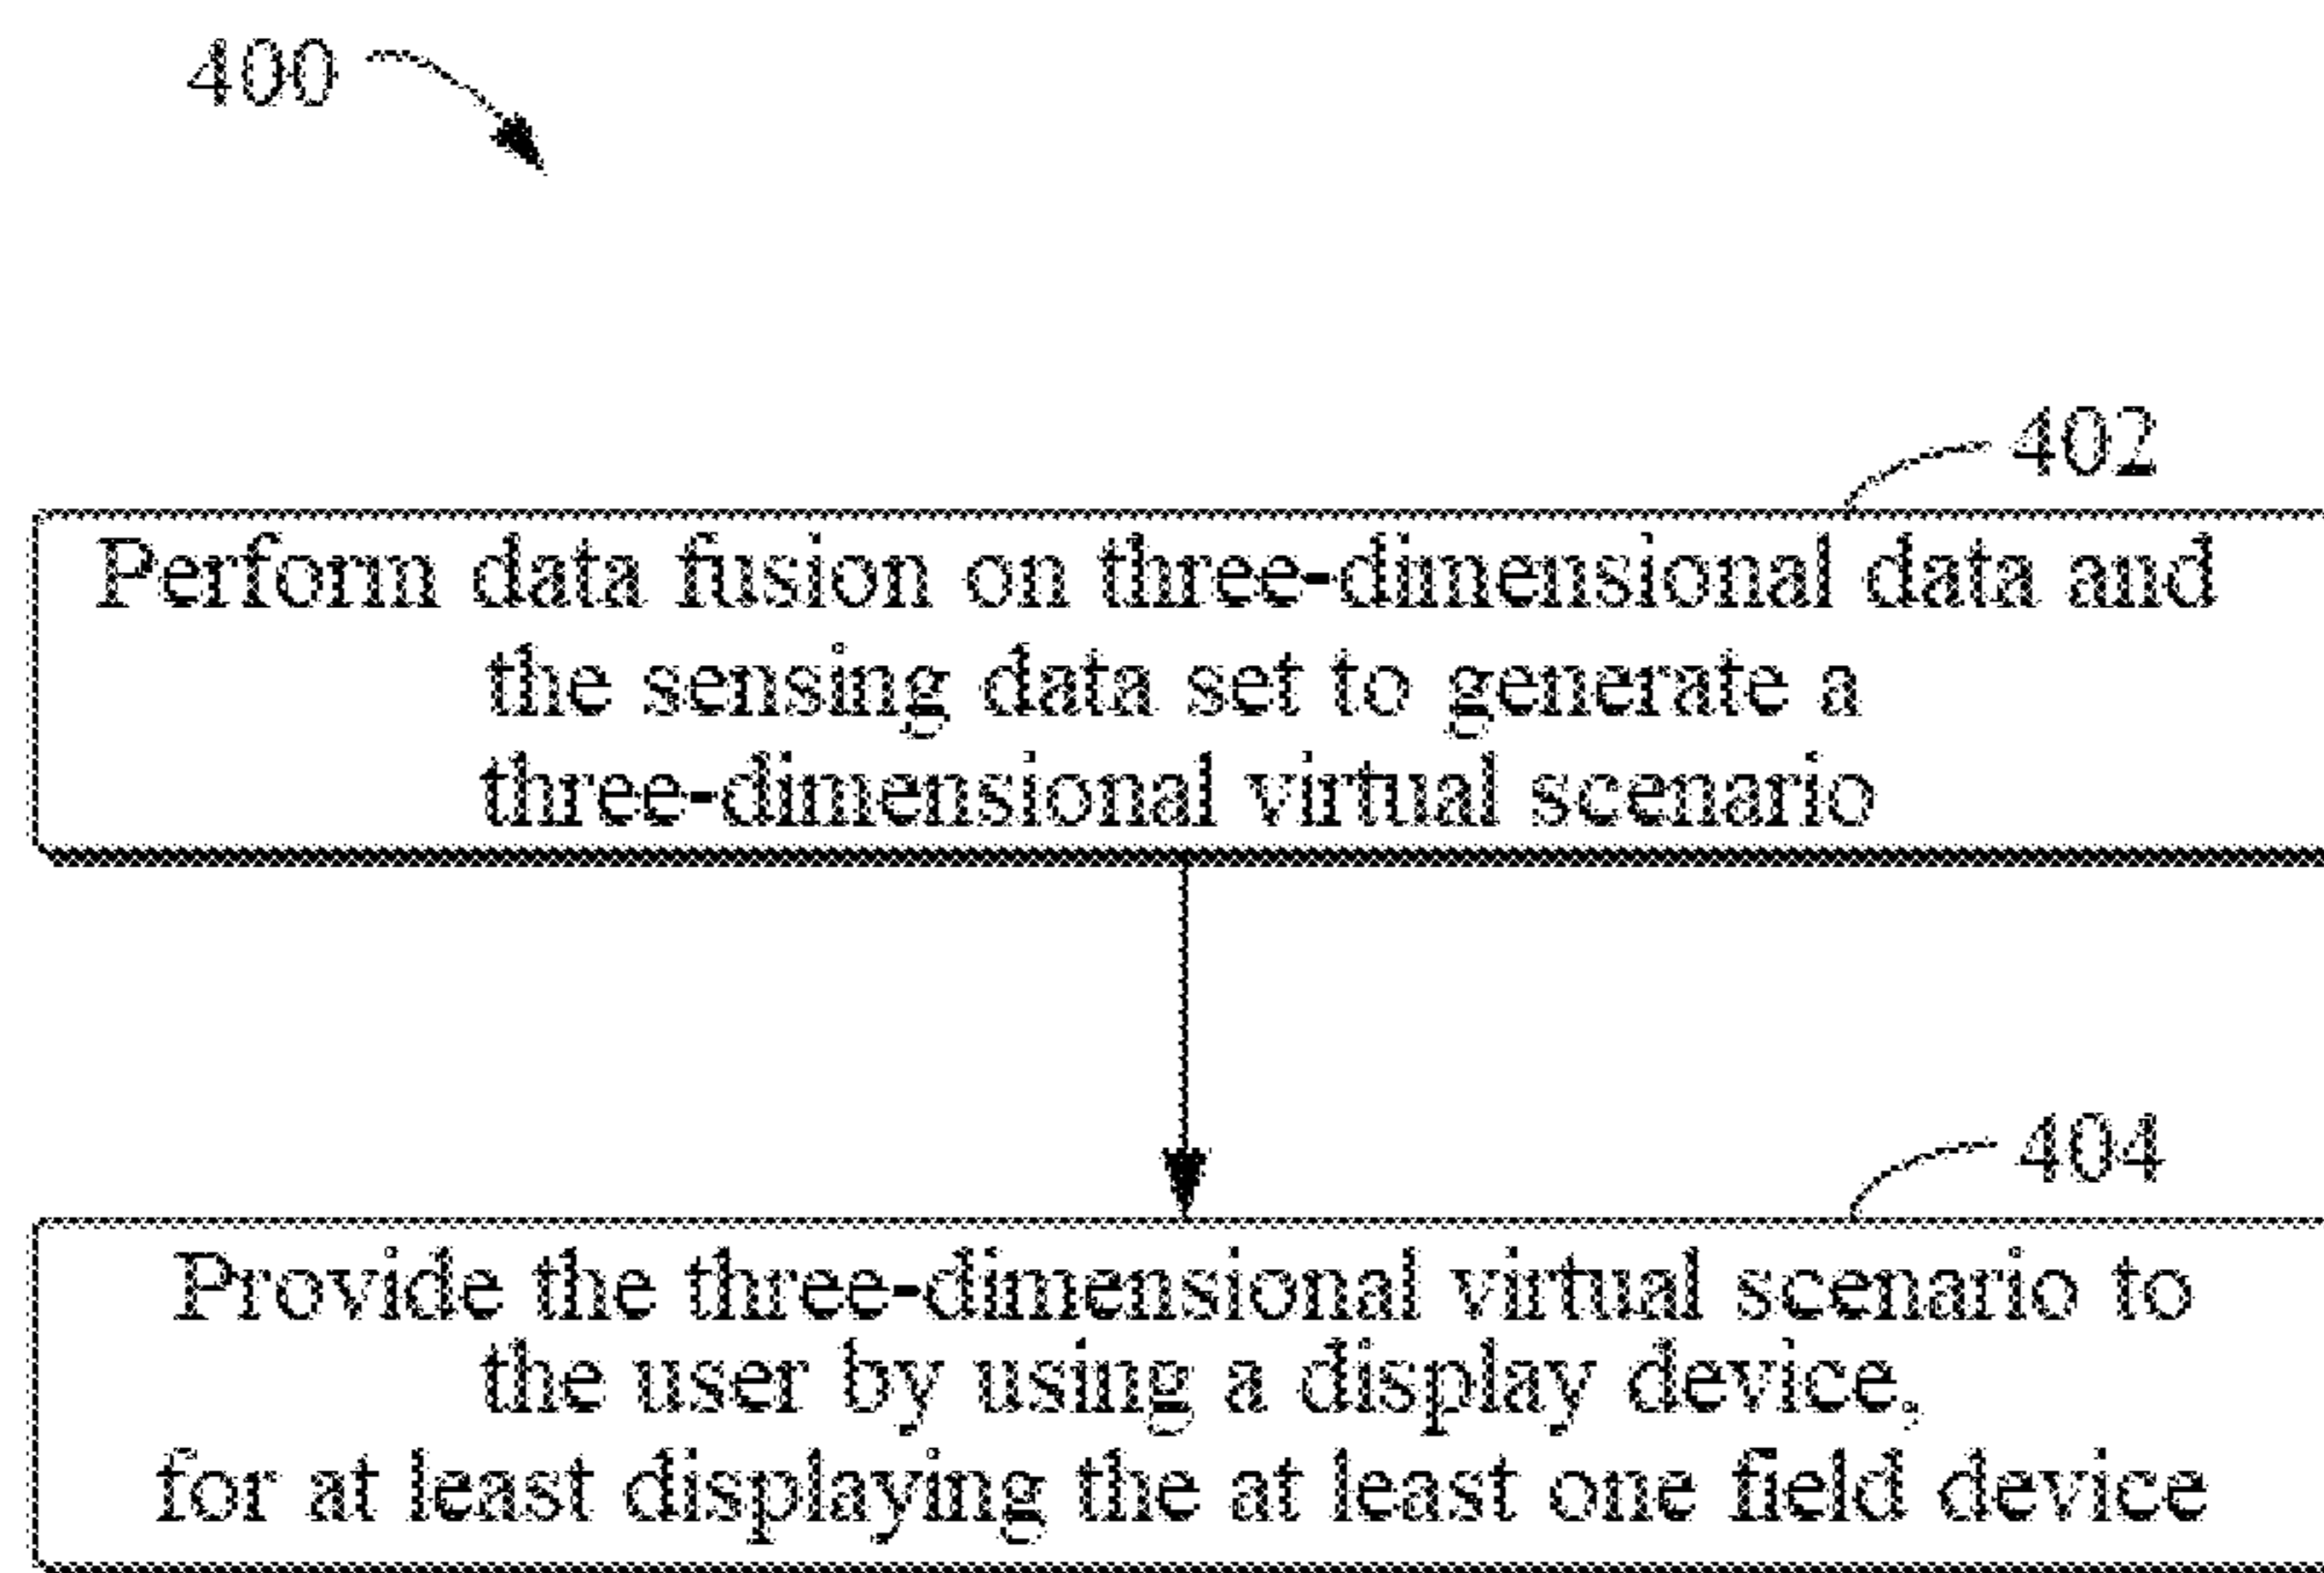 400
402
Perform data fusion on three-dimensional data and
the sensing data set to generate a
three-dimensional virtual scenario
404
Provide the three-dimensional virtual scenario to
the user by using a display device,
for at least displaying the at least one field device